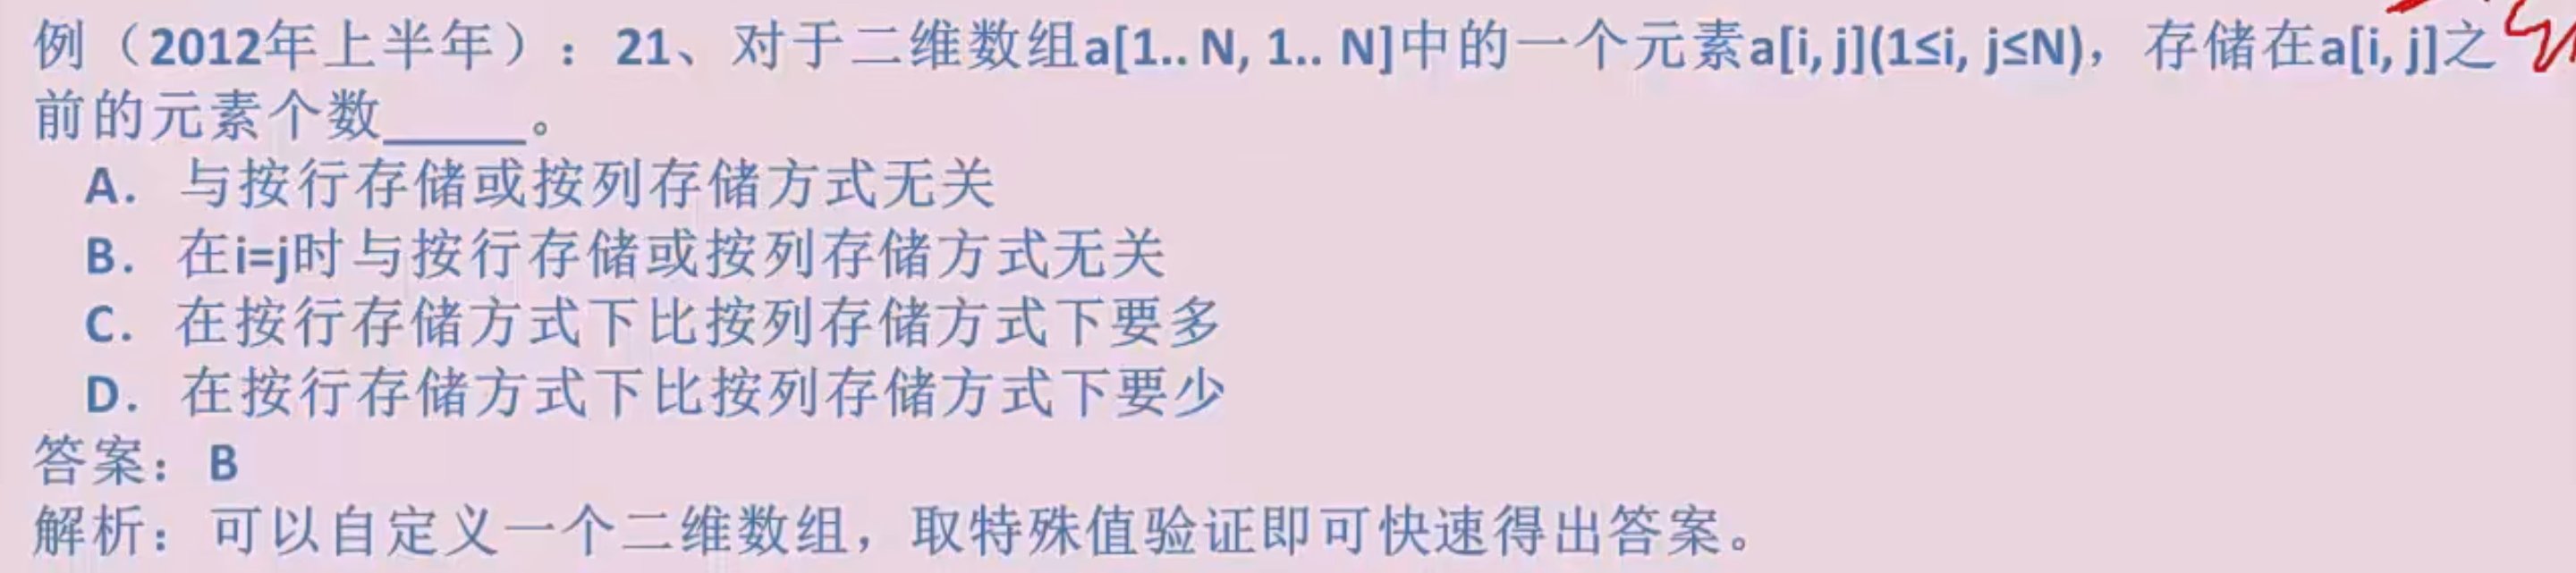 例（2012年上半年）：21、对于二维数组a[1.. N, 1.. N]中的一个元素a[i, j](1≤i, j≤N)，存储在a[i, j]之
前的元素个数_____。
A. 与按行存储或按列存储方式无关
B. 在i=j时与按行存储或按列存储方式无关
C. 在按行存储方式下比按列存储方式下要多
D. 在按行存储方式下比按列存储方式下要少
答案：B
解析：可以自定义一个二维数组，取特殊值验证即可快速得出答案。